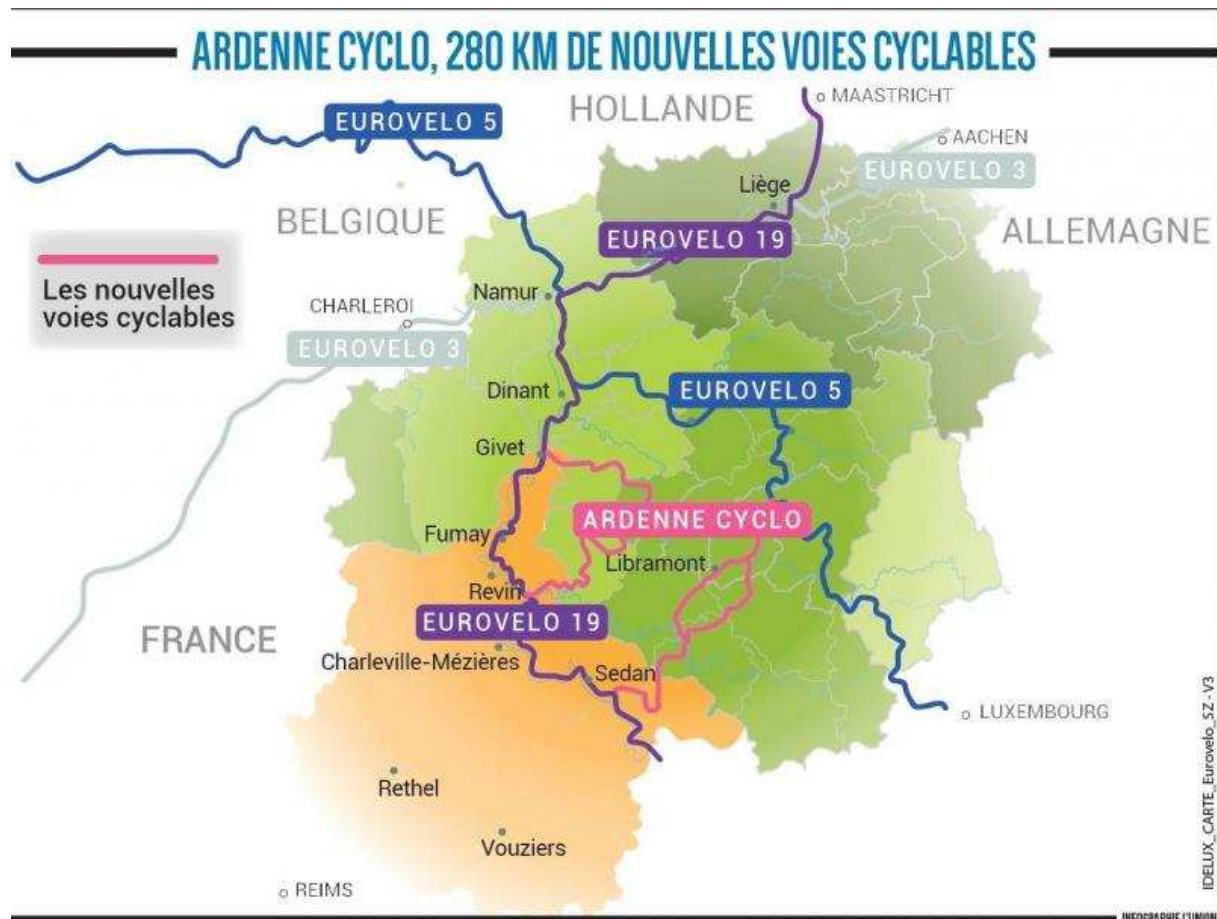 ARDENNE CYCLO, 280 KM DE NOUVELLES VOIES CYCLABLES
HOLLANDE
MAASTRICHT
EUROVELO 5
AACHEN
EUROVELO 3
Liège
BELGIQUE
ALLEMAGNE
EUROVELO 19
Les nouvelles
voies cyclables
Namur
CHARLEROI
EUROVELO 3
Dinant
EUROVELO 5
Givet
ARDENNE CYCLO
Fumay
Libramont
Revin
EUROVELO 19
FRANCE
Charleville-Mézières
Sedan
LUXEMBOURG
Rethel
Vouziers
REIMS
IDELUX_CARTE_Eurovelo_SZ - V3
INFOGRAPHIE L'UNION